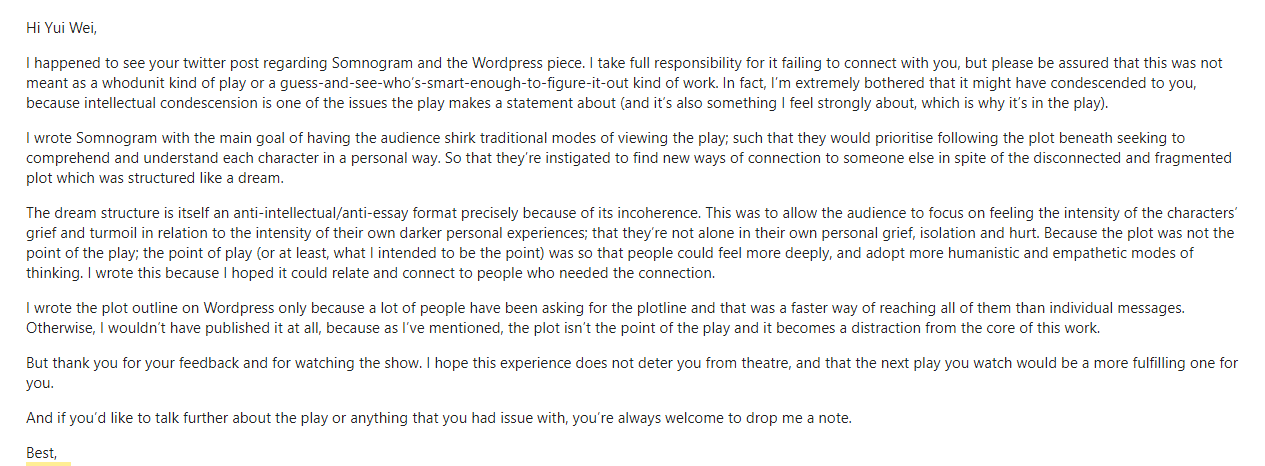 Hi Yui Wei,
I happened to see your twitter post regarding Somnogram and the Wordpress piece. I take full responsibility for it failing to connect with you, but please be assured that this was not
meant as a whodunit kind of play or a guess-and-see-who's-smart-enough-to-figure-it-out kind of work. In fact, I'm extremely bothered that it might have condescended to you,
because intellectual condescension is one of the issues the play makes a statement about (and it's also something I feel strongly about, which is why it's in the play).
I wrote Somnogram with the main goal of having the audience shirk traditional modes of viewing the play; such that they would prioritise following the plot beneath seeking to
comprehend and understand each character in a personal way. So that they're instigated to find new ways of connection to someone else in spite of the disconnected and fragmented
plot which was structured like a dream.
The dream structure is itself an anti-intellectual/anti-essay format precisely because of its incoherence. This was to allow the audience to focus on feeling the intensity of the characters'
grief and turmoil in relation to the intensity of their own darker personal experiences; that they're not alone in their own personal grief, isolation and hurt. Because the plot was not the
point of the play; the point of play (or at least, what I intended to be the point) was so that people could feel more deeply, and adopt more humanistic and empathetic modes of
thinking. I wrote this because I hoped it could relate and connect to people who needed the connection.
I wrote the plot outline on Wordpress only because a lot of people have been asking for the plotline and that was a faster way of reaching all of them than individual messages.
Otherwise, I wouldn't have published it at all, because as I've mentioned, the plot isn't the point of the play and it becomes a distraction from the core of this work.
But thank you for your feedback and for watching the show. I hope this experience does not deter you from theatre, and that the next play you watch would be a more fulfilling one for
you.
And if you'd like to talk further about the play or anything that you had issue with, you're always welcome to drop me a note.
Best,